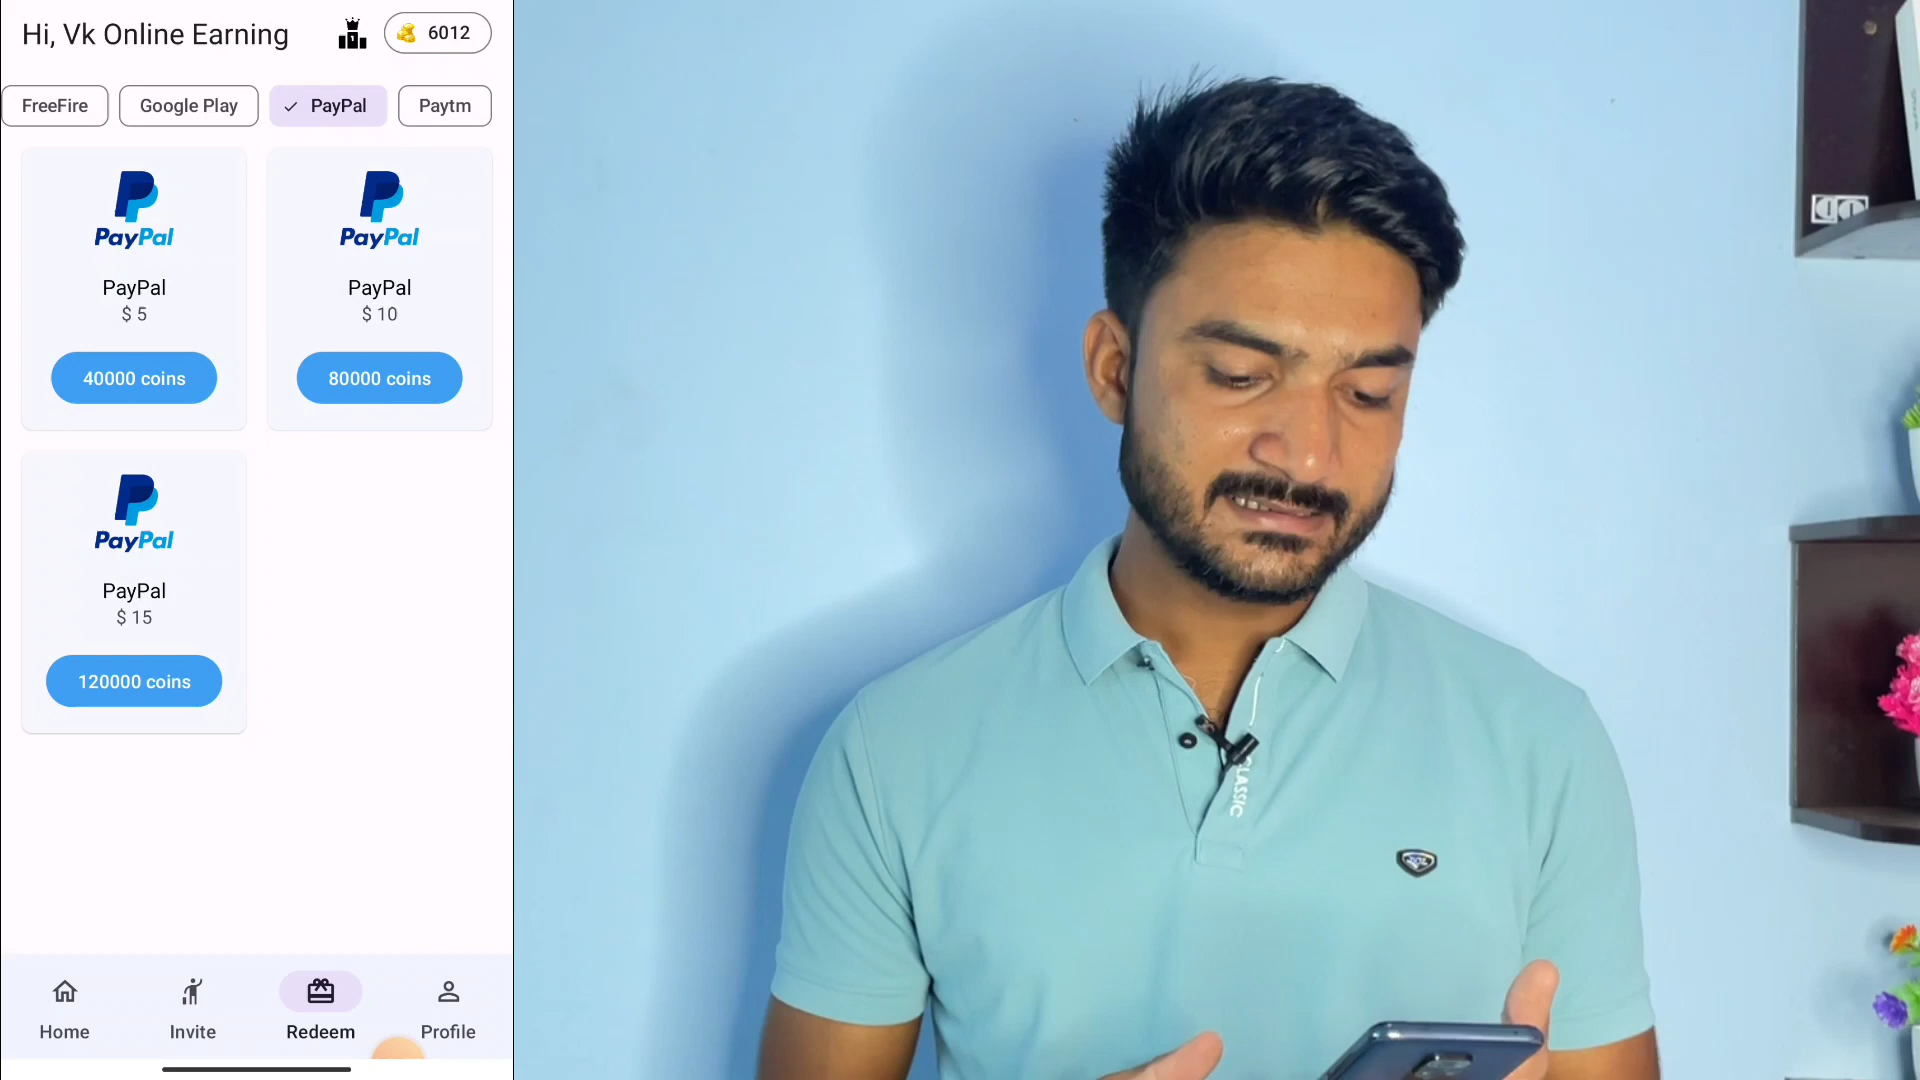 Hi, Vk Online Earning
6012
FreeFire
Google Play
PayPal
Paytm
PayPal
PayPal
PayPal
$ 5
PayPal
$ 10
40000 coins
80000 coins
PayPal
PayPal
$ 15
120000 coins
Home
Invite
Redeem
Profile
CLASSIC